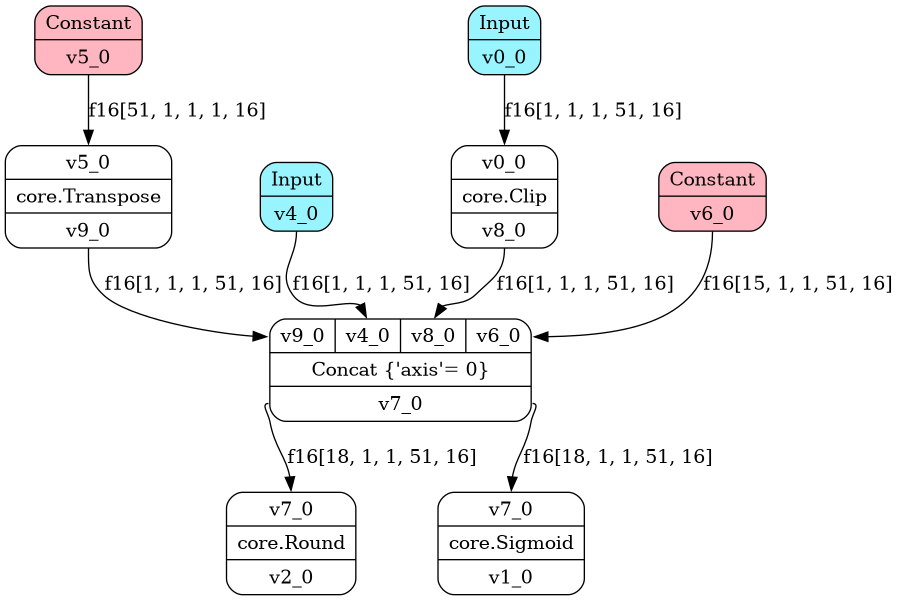 Constant
v5_0
Input
v0_0
f16[51, 1, 1, 1, 16]
f16[1, 1, 1, 51, 16]
v5_0
core.Transpose
v9_0
Input
v4_0
v0_0
core.Clip
v8_0
Constant
v6_0
f16[1, 1, 1, 51, 16]
f16[1, 1, 1, 51, 16]
f16[1, 1, 1, 51, 16]
f16[15, 1, 1, 51, 16]
v9_0
v4_0
v8_0
v6_0
Concat {'axis'= 0}
v7_0
f16[18, 1, 1, 51, 16]
f16[18, 1, 1, 51, 16]
v7_0
core.Round
v2_0
v7_0
core.Sigmoid
v1_0